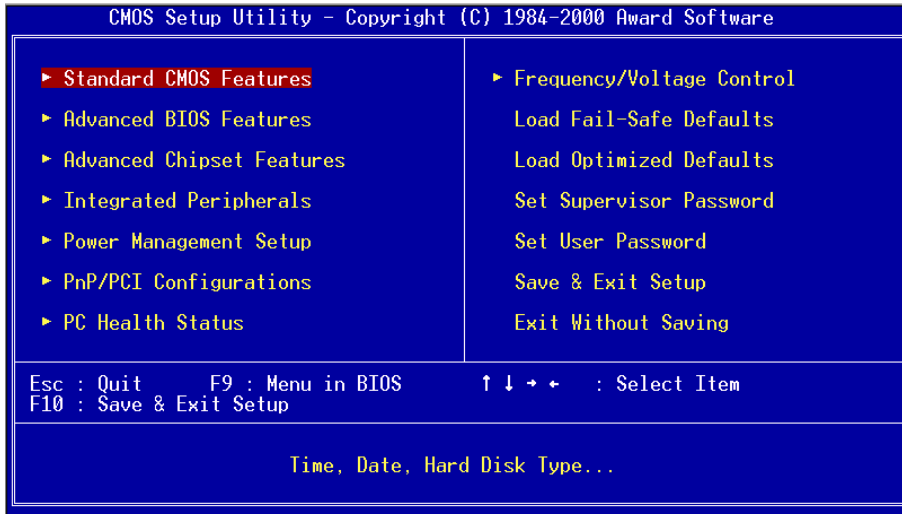 CMOS Setup Utility - Copyright (C) 1984-2000 Award Software
► Standard CMOS Features
► Advanced BIOS Features
► Advanced Chipset Features
► Integrated Peripherals
► Power Management Setup
► PnP/PCI Configurations
► PC Health Status
► Frequency/Voltage Control
Load Fail-Safe Defaults
Load Optimized Defaults
Set Supervisor Password
Set User Password
Save & Exit Setup
Exit Without Saving
Esc : Quit F9 : Menu in BIOS ↑ ↓ → ← : Select Item
F10 : Save & Exit Setup
Time, Date, Hard Disk Type...